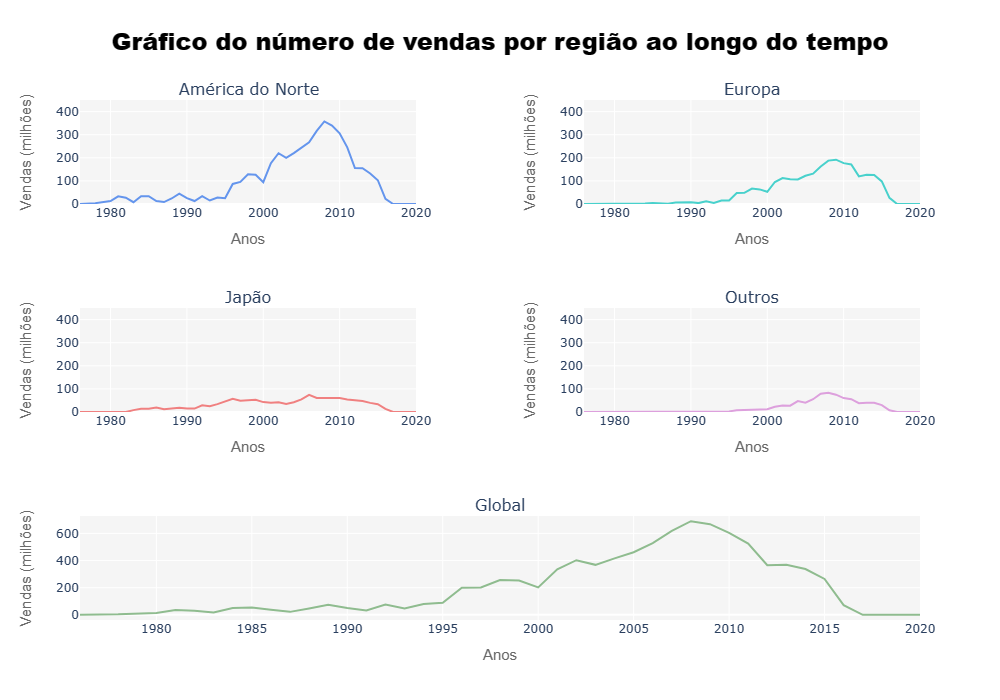 Gráfico do número de vendas por região ao longo do tempo
América do Norte
Vendas (milhões)
400
300
200
100
0
1980 1990 2000 2010 2020
Anos
Europa
Vendas (milhões)
400
300
200
100
0
1980 1990 2000 2010 2020
Anos
Japão
Vendas (milhões)
400
300
200
100
0
1980 1990 2000 2010 2020
Anos
Outros
Vendas (milhões)
400
300
200
100
0
1980 1990 2000 2010 2020
Anos
Global
Vendas (milhões)
600
400
200
0
1980 1985 1990 1995 2000 2005 2010 2015 2020
Anos